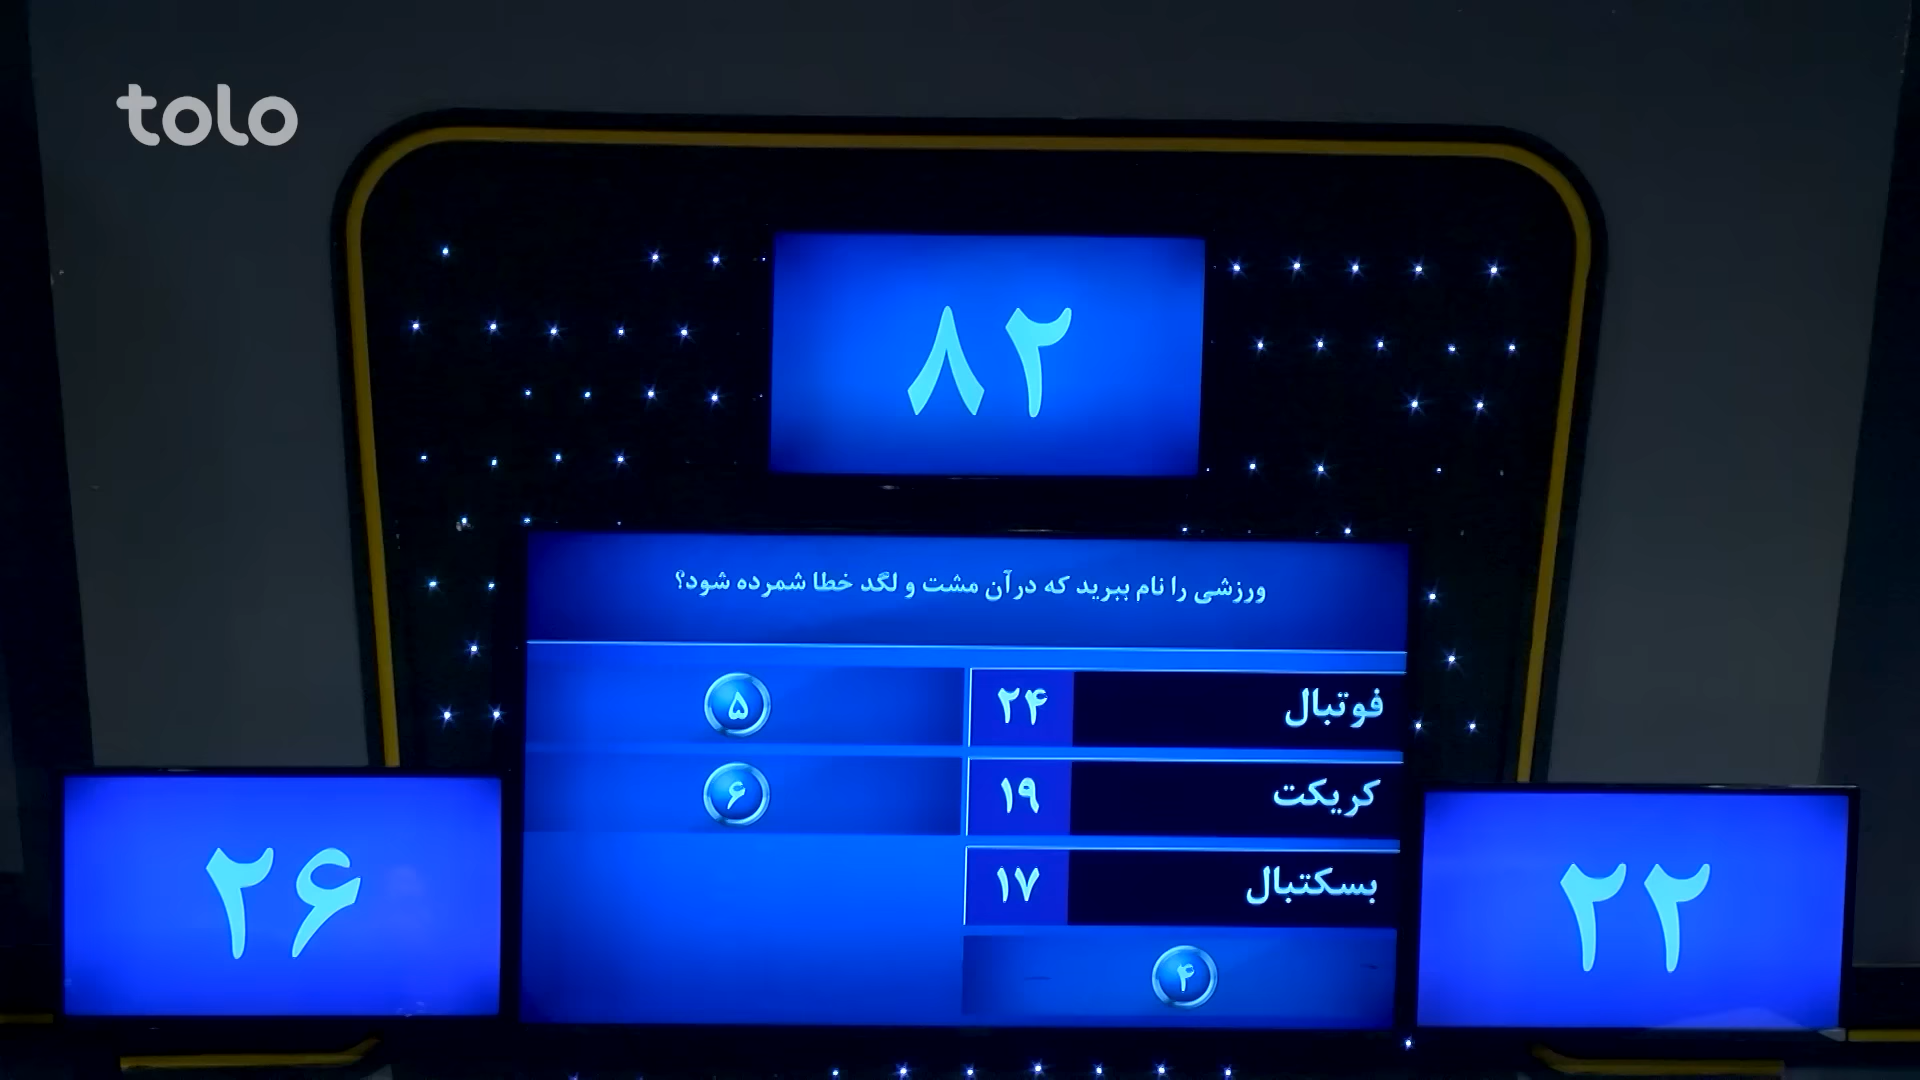 tolo
۸۲
ورزشی را نام ببرید که درآن مشت و لگد خطا شمرده شود؟
فوتبال ۲۴
کریکت ۱۹
بسکتبال ۱۷
۴
۵
۶
۲۶
۲۲